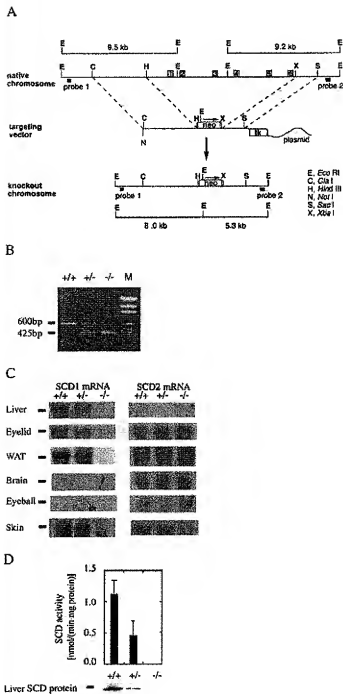 A
E E E E
9.5 kb 9.2 kb
E C H E E X S E
native chromosome
probe 1 probe 2
E
C H X S
targeting vector
neo tk
N plasmid
E
E C H X S E
knockout chromosome
neo
probe 1 probe 2
E E E
8.0 kb 5.3 kb
E, Eco RI
C, Cla I
H, Hind III
N, Not I
S, Sac I
X, Xba I
B
+/+ +/- -/- M
600bp
425bp
C
SCD1 mRNA SCD2 mRNA
+/+ +/- -/- +/+ +/- -/-
Liver
Eyelid
WAT
Brain
Eyeball
Skin
D
SCD activity
[nmol/(min·mg protein)]
1.5
1.0
0.5
0.0
+/+ +/- -/-
Liver SCD protein